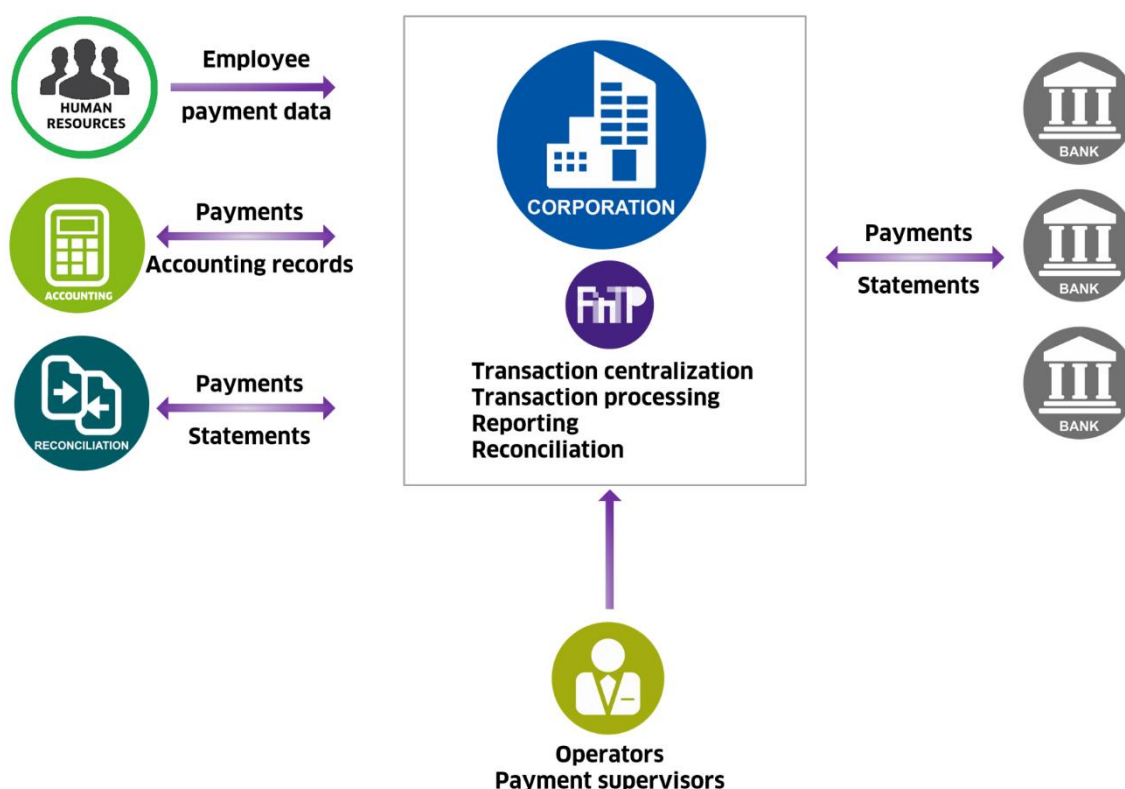 HUMAN
RESOURCES
Employee
payment data
ACCOUNTING
Payments
Accounting records
RECONCILIATION
Payments
Statements
CORPORATION
FinTP
Transaction centralization
Transaction processing
Reporting
Reconciliation
Payments
Statements
BANK
BANK
BANK
Operators
Payment supervisors